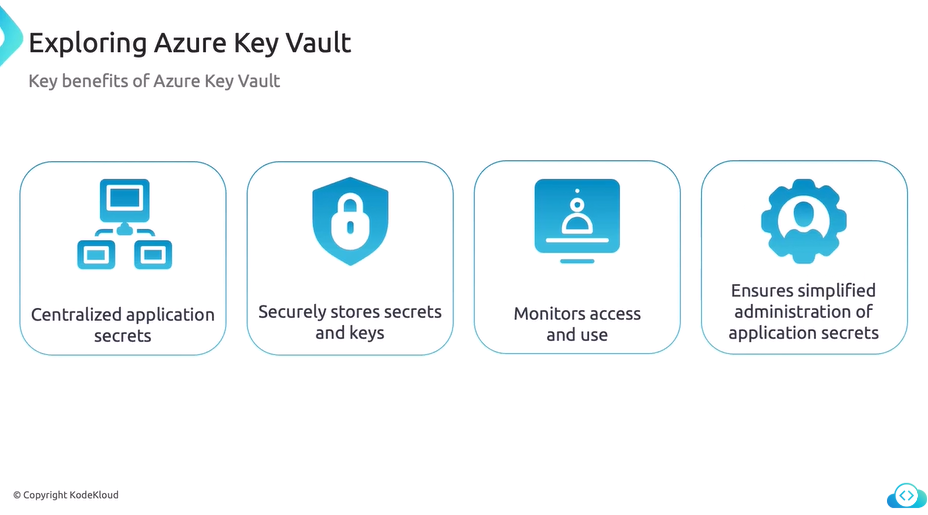 Exploring Azure Key Vault
Key benefits of Azure Key Vault
Centralized application
secrets
Securely stores secrets
and keys
Monitors access
and use
Ensures simplified
administration of
application secrets
© Copyright KodeKloud